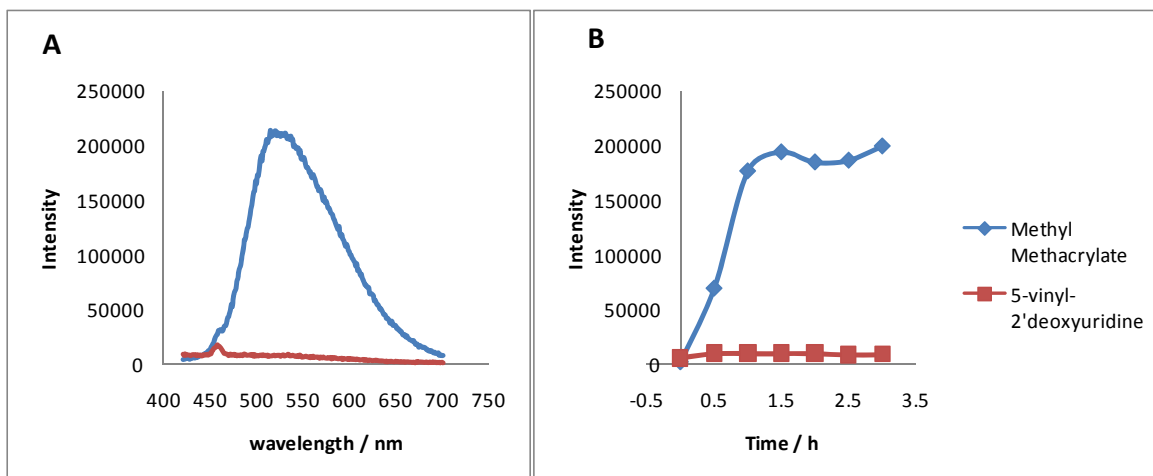 A
250000
200000
150000
100000
50000
0
Intensity
400 450 500 550 600 650 700 750
wavelength / nm
B
250000
200000
150000
100000
50000
0
Intensity
-0.5 0.5 1.5 2.5 3.5
Time / h
Methyl
Methacrylate
5-vinyl-
2'deoxyuridine